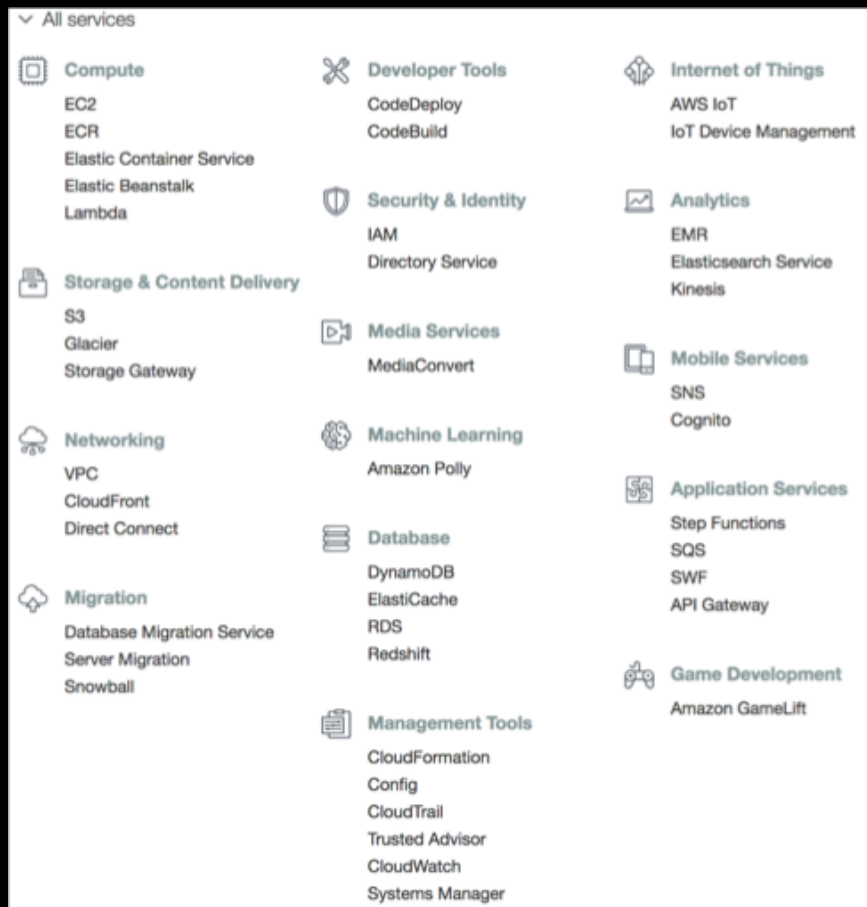 All services
Compute
EC2
ECR
Elastic Container Service
Elastic Beanstalk
Lambda
Storage & Content Delivery
S3
Glacier
Storage Gateway
Networking
VPC
CloudFront
Direct Connect
Migration
Database Migration Service
Server Migration
Snowball
Developer Tools
CodeDeploy
CodeBuild
Security & Identity
IAM
Directory Service
Media Services
MediaConvert
Machine Learning
Amazon Polly
Database
DynamoDB
ElastiCache
RDS
Redshift
Management Tools
CloudFormation
Config
CloudTrail
Trusted Advisor
CloudWatch
Systems Manager
Internet of Things
AWS IoT
IoT Device Management
Analytics
EMR
Elasticsearch Service
Kinesis
Mobile Services
SNS
Cognito
Application Services
Step Functions
SQS
SWF
API Gateway
Game Development
Amazon GameLift